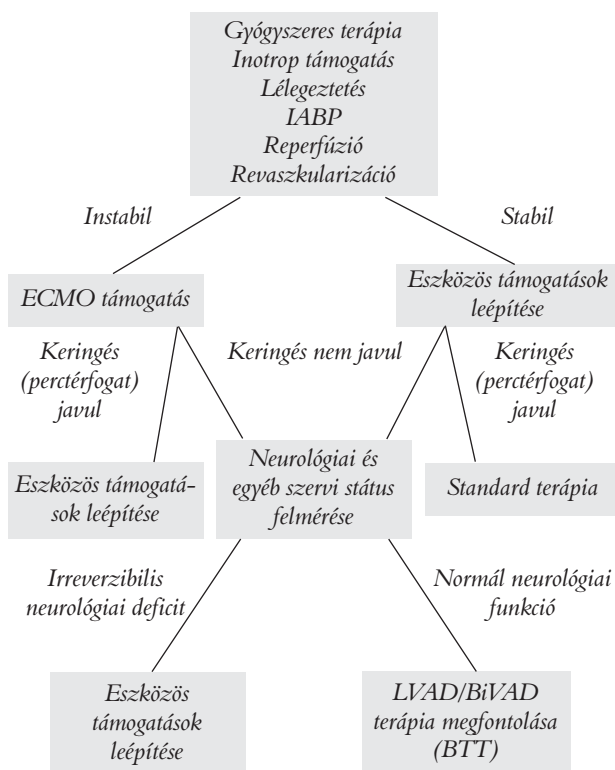 Gyógyszeres terápia
Inotrop támogatás
Lélegeztetés
IABP
Reperfúzió
Revaszkularizáció
Instabil
Stabil
ECMO támogatás
Eszközös támogatások
leépítése
Keringés
(perctérfogat)
javul
Keringés nem javul
Keringés
(perctérfogat)
javul
Eszközös támogatá-
sok leépítése
Neurológiai és
egyéb szervi státus
felmérése
Standard terápia
Irreverzibilis
neurológiai deficit
Normál neurológiai
funkció
Eszközös
támogatások
leépítése
LVAD/BiVAD
terápia megfontolása
(BTT)